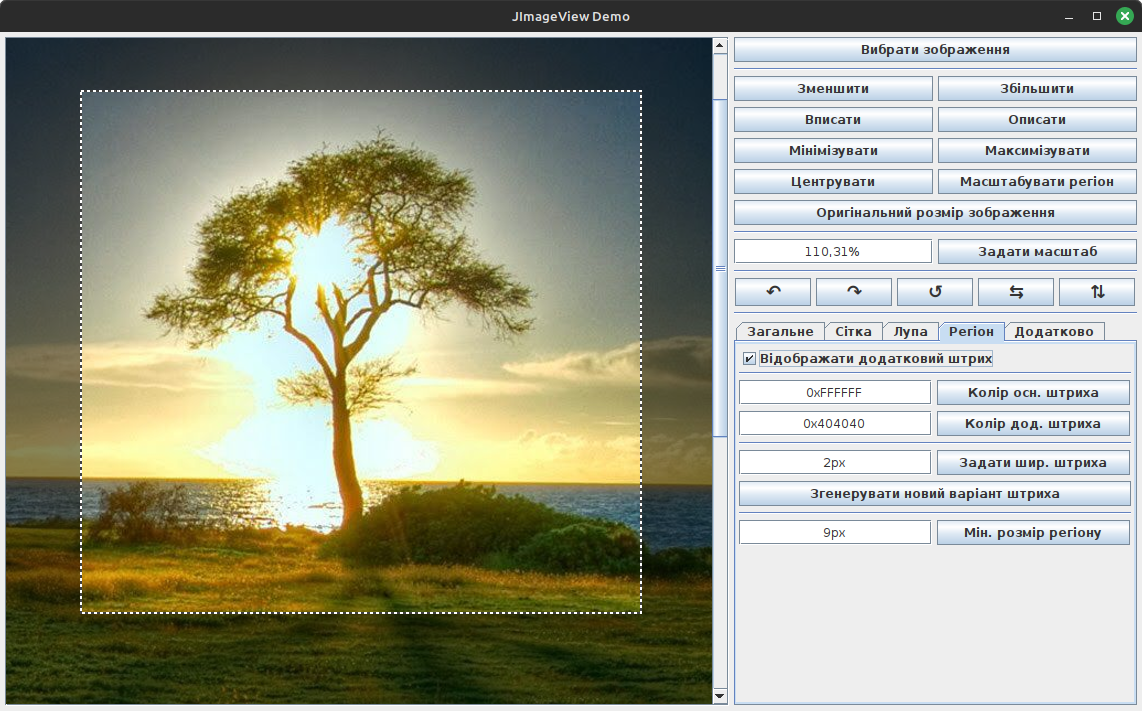 JImageView Demo
Вибрати зображення
Зменшити Збільшити
Вписати Описати
Мінімізувати Максимізувати
Центрувати Масштабувати регіон
Оригінальний розмір зображення
110,31% Задати масштаб
↶ ↷ ↺ ⇆ ⇅
Загальне Сітка Лупа Регіон Додатково
Відображати додатковий штрих
0xFFFFFF Колір осн. штриха
0x404040 Колір дод. штриха
2px Задати шир. штриха
Згенерувати новий варіант штриха
9px Мін. розмір регіону